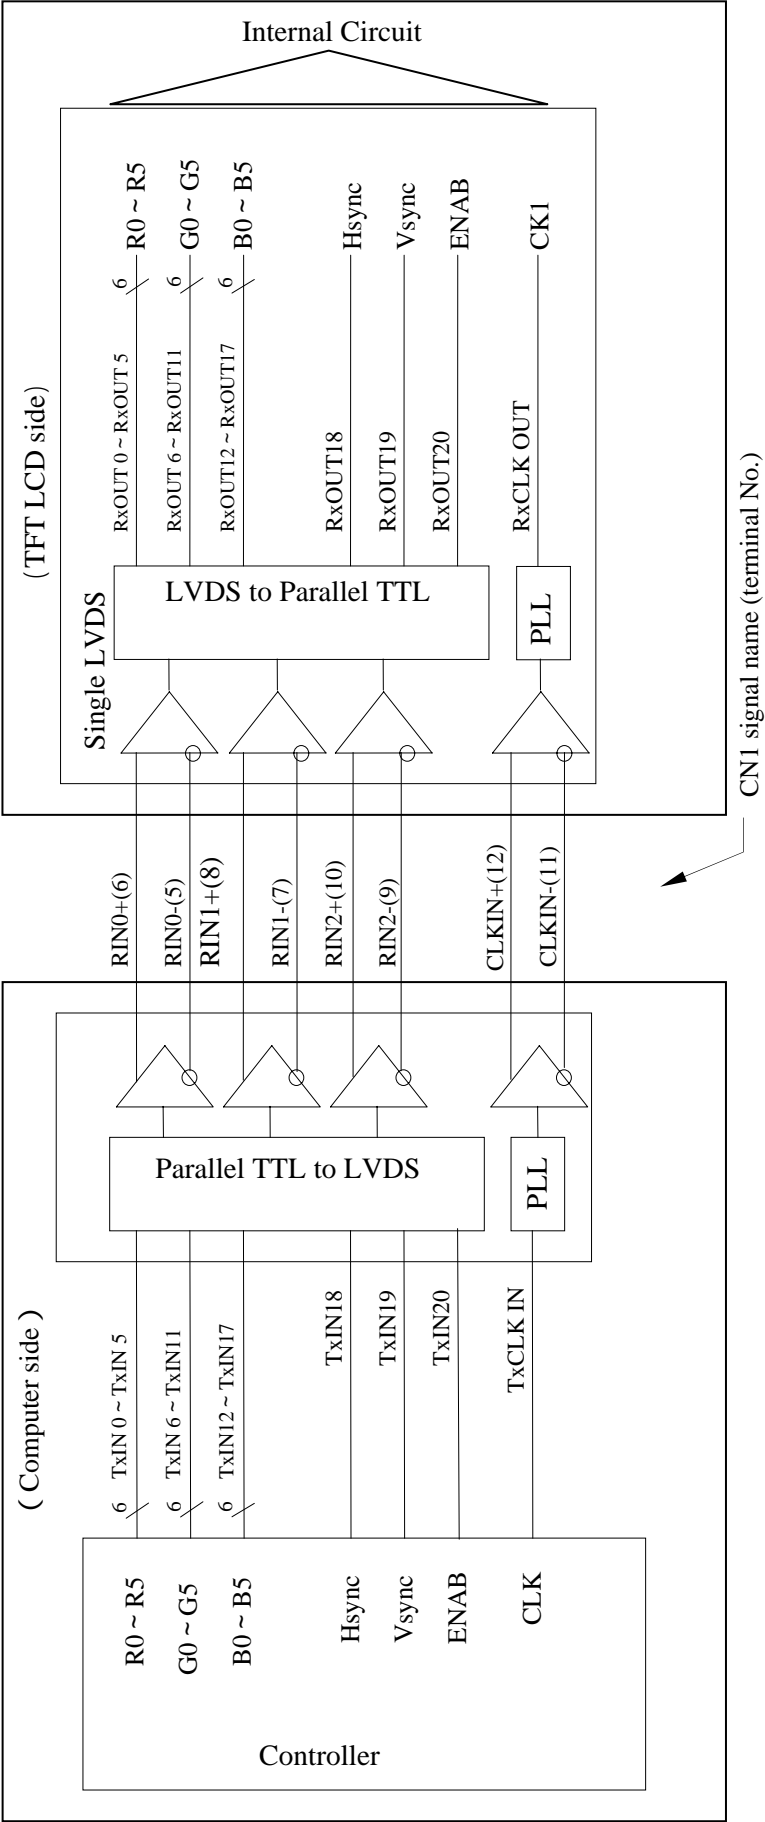 Internal Circuit
(TFT LCD side)
R0 ~ R5
G0 ~ G5
B0 ~ B5
Hsync
Vsync
ENAB
CK1
6
6
6
RxOUT 0 ~ RxOUT 5
RxOUT 6 ~ RxOUT11
RxOUT12 ~ RxOUT17
RxOUT18
RxOUT19
RxOUT20
RxCLK OUT
LVDS to Parallel TTL
PLL
Single LVDS
CN1 signal name (terminal No.)
RIN0+(6)
RIN0-(5)
RIN1+(8)
RIN1-(7)
RIN2+(10)
RIN2-(9)
CLKIN+(12)
CLKIN-(11)
Parallel TTL to LVDS
PLL
( Computer side )
TxIN 0 ~ TxIN 5
TxIN 6 ~ TxIN11
TxIN12 ~ TxIN17
TxIN18
TxIN19
TxIN20
TxCLK IN
6
6
6
R0 ~ R5
G0 ~ G5
B0 ~ B5
Hsync
Vsync
ENAB
CLK
Controller